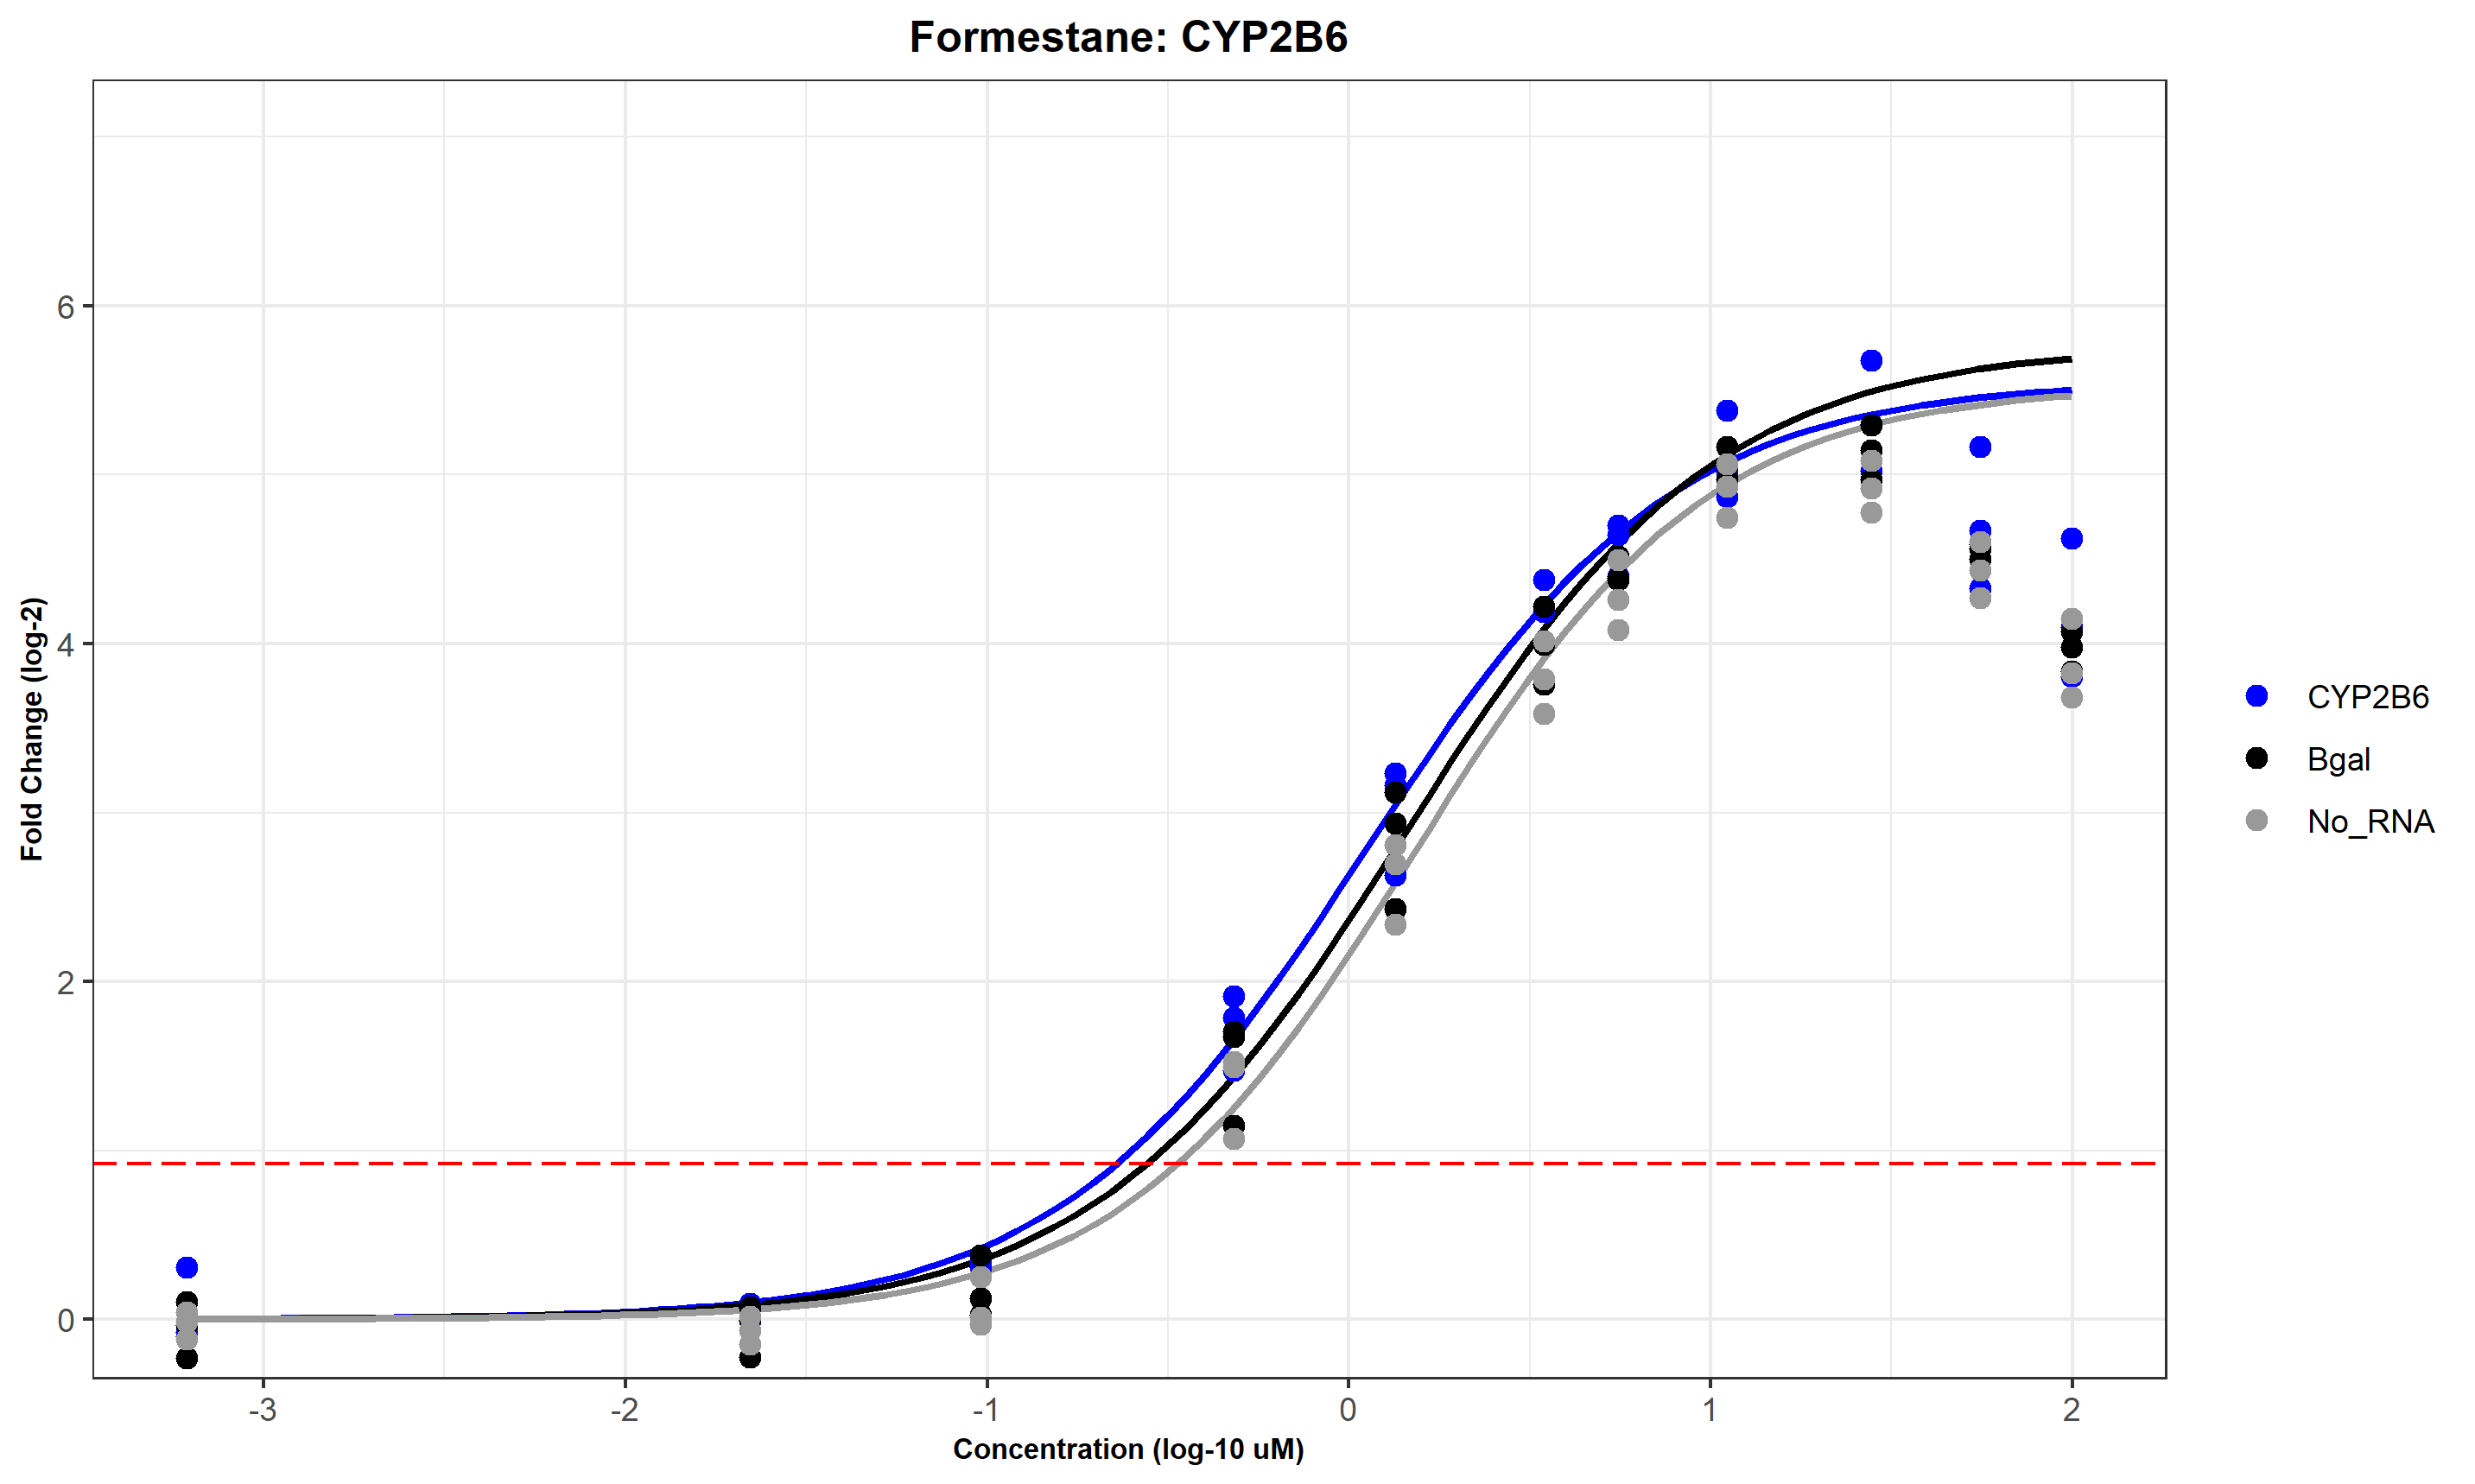 Formestane: CYP2B6
Fold Change (log-2)
6
4
2
0
-3
-2
-1
0
1
2
Concentration (log-10 uM)
CYP2B6
Bgal
No_RNA